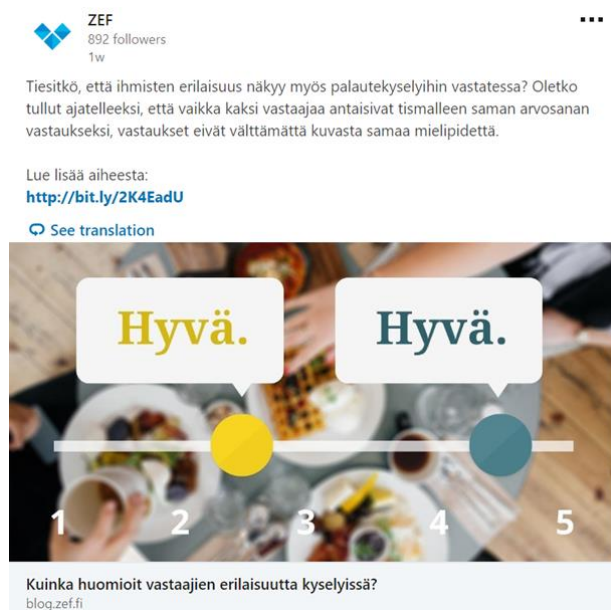 ZEF
892 followers
1w
Tiesitkö, että ihmisten erilaisuus näkyy myös palautekyselyihin vastatessa? Oletko
tullut ajatelleeksi, että vaikka kaksi vastaajaa antaisivat tismalleen saman arvosanan
vastaukseksi, vastaukset eivät välttämättä kuvasta samaa mielipidettä.
Lue lisää aiheesta:
http://bit.ly/2K4EadU
See translation
Hyvä. Hyvä.
1 2 3 4 5
Kuinka huomioit vastaajien erilaisuutta kyselyissä?
blog.zef.fi